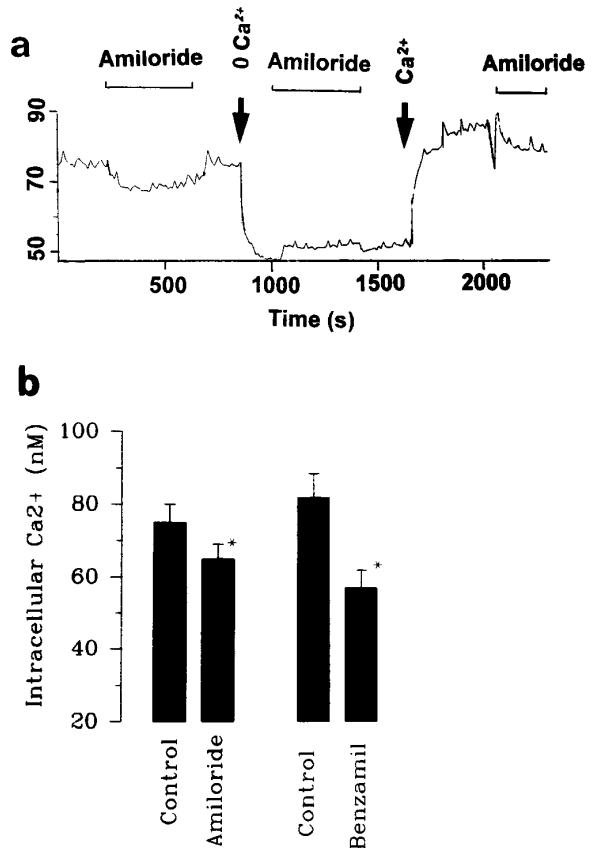 a
Amiloride
0 Ca²⁺
Amiloride
Ca²⁺
Amiloride
90
70
50
500
1000
1500
2000
Time (s)
b
Intracellular Ca2+ (nM)
100
80
60
40
20
*
*
Control
Amiloride
Control
Benzamil